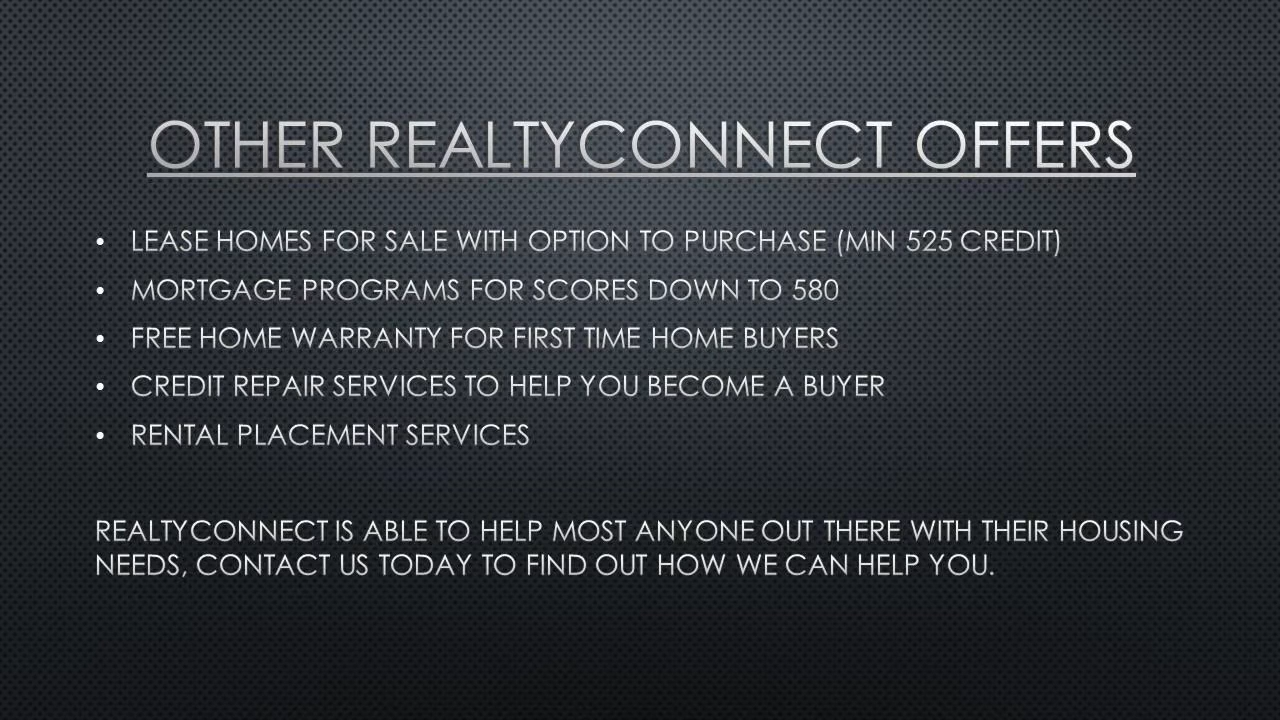 OTHER REALTYCONNECT OFFERS
• LEASE HOMES FOR SALE WITH OPTION TO PURCHASE (MIN 525 CREDIT)
• MORTGAGE PROGRAMS FOR SCORES DOWN TO 580
• FREE HOME WARRANTY FOR FIRST TIME HOME BUYERS
• CREDIT REPAIR SERVICES TO HELP YOU BECOME A BUYER
• RENTAL PLACEMENT SERVICES
REALTYCONNECT IS ABLE TO HELP MOST ANYONE OUT THERE WITH THEIR HOUSING
NEEDS, CONTACT US TODAY TO FIND OUT HOW WE CAN HELP YOU.